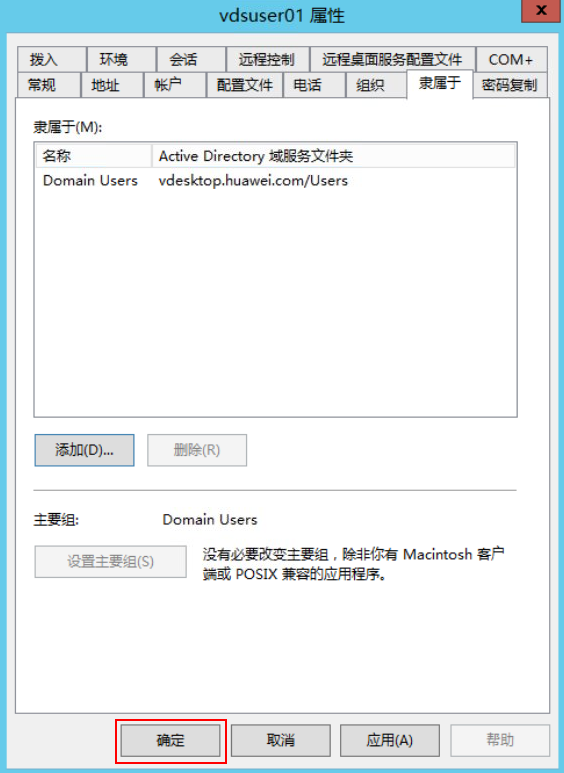 vdsuser01 属性
x
拨入 环境 会话 远程控制 远程桌面服务配置文件 COM+
常规 地址 帐户 配置文件 电话 组织 隶属于 密码复制
隶属于(M):
名称 Active Directory 域服务文件夹
Domain Users vdesktop.huawei.com/Users
添加(D)... 删除(R)
主要组: Domain Users
设置主要组(S)
没有必要改变主要组，除非你有 Macintosh 客户
端或 POSIX 兼容的应用程序。
确定 取消 应用(A) 帮助